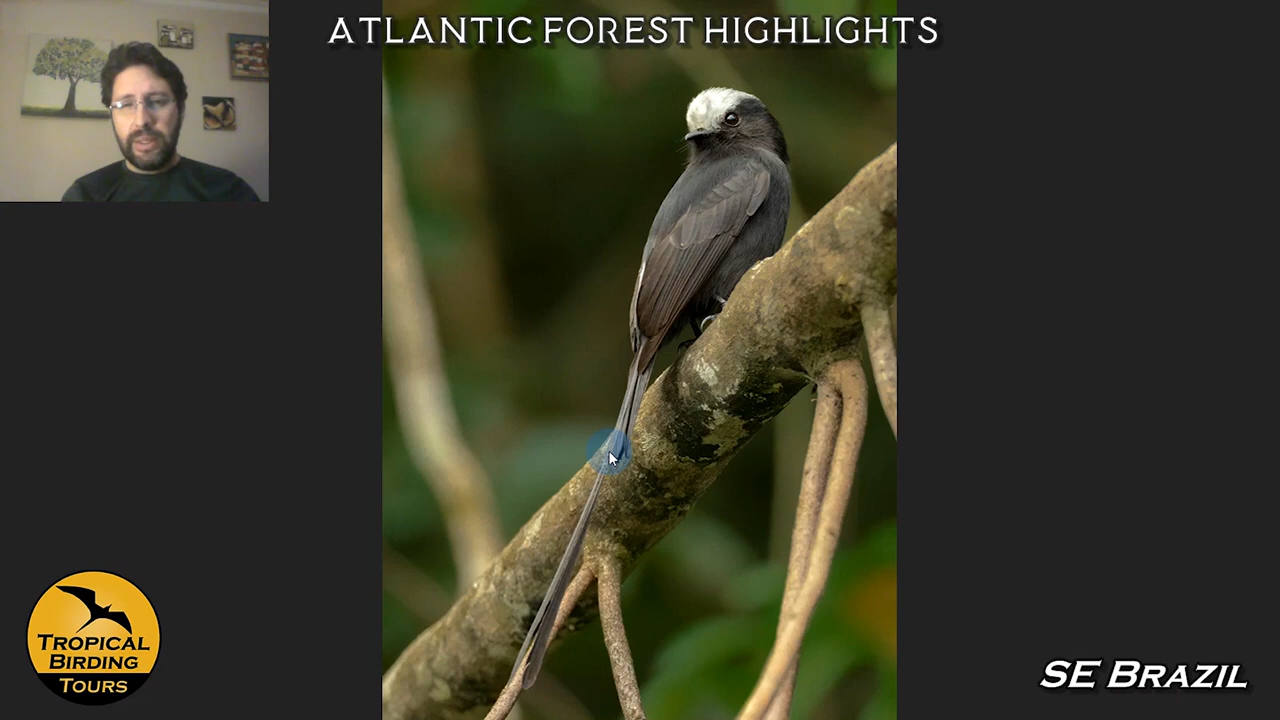 ATLANTIC FOREST HIGHLIGHTS
TROPICAL
BIRDING
TOURS
SE BRAZIL